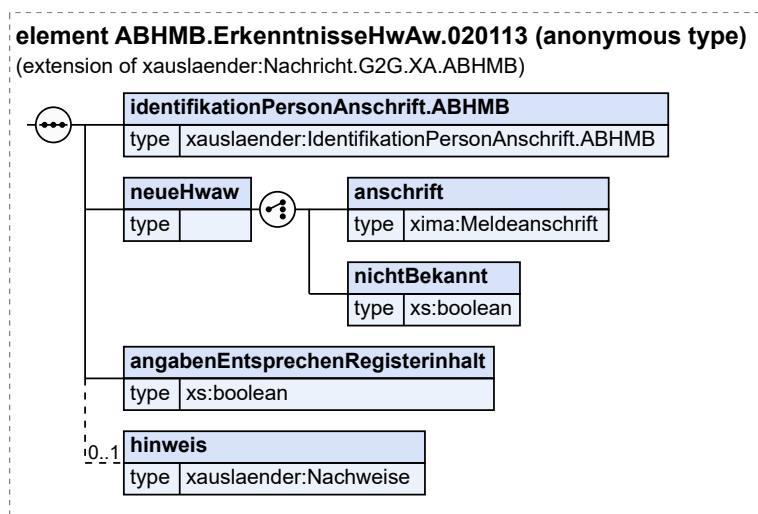 element ABHMB.ErkenntnisseHwAw.020113 (anonymous type)
(extension of xauslaender:Nachricht.G2G.XA.ABHMB)
identifikationPersonAnschrift.ABHMB
type xauslaender:IdentifikationPersonAnschrift.ABHMB
neueHwaw
type
anschrift
type xima:Meldeanschrift
nichtBekannt
type xs:boolean
angabenEntsprechenRegisterinhalt
type xs:boolean
0..1
hinweis
type xauslaender:Nachweise